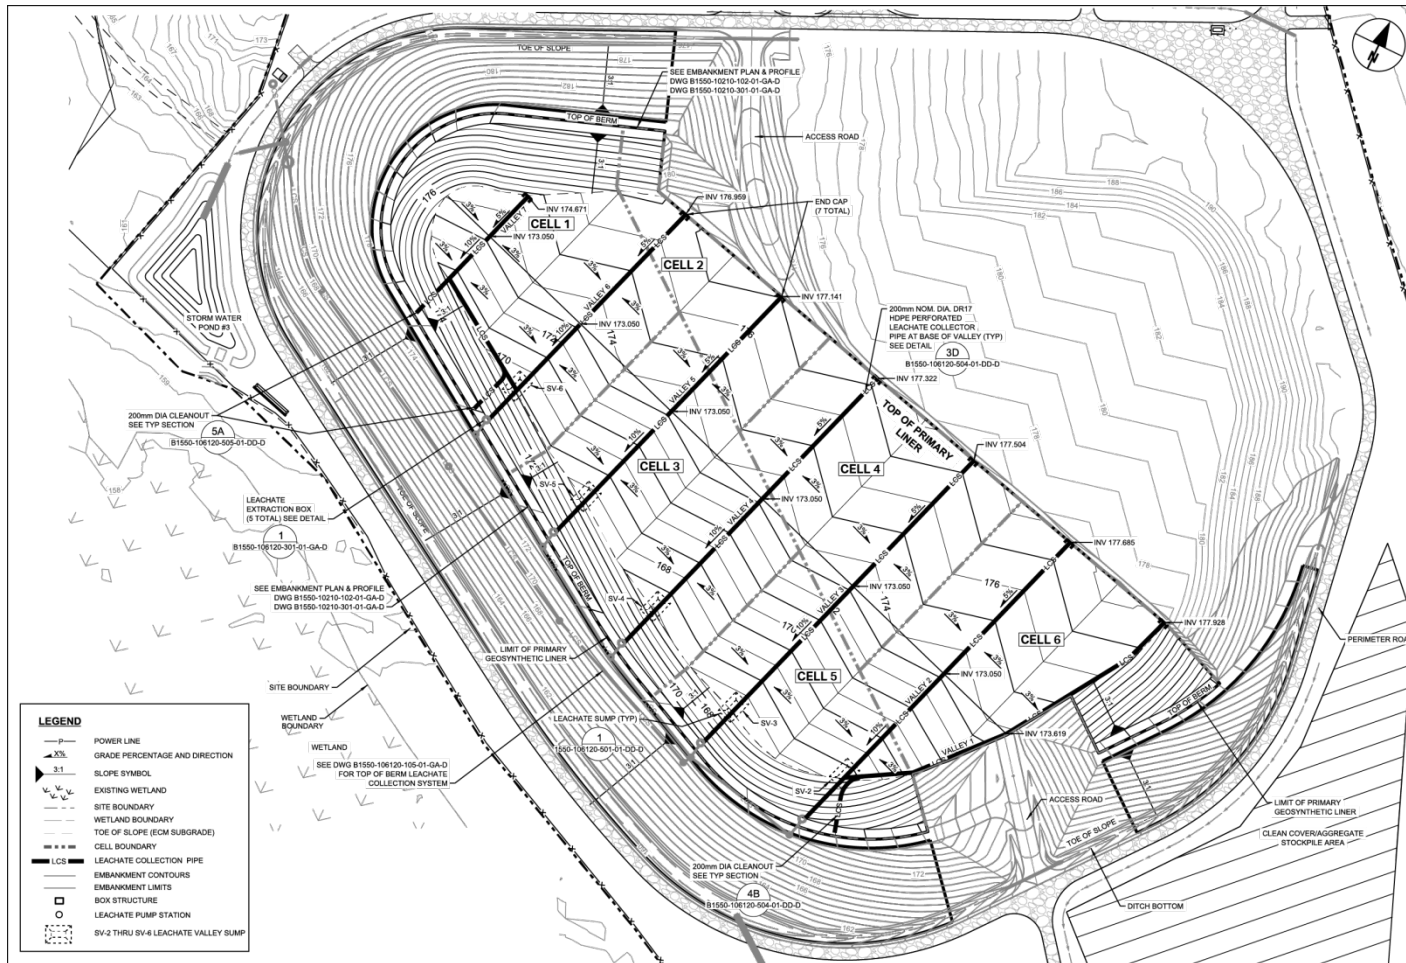 TOE OF SLOPE
SEE EMBANKMENT PLAN & PROFILE
DWG B1550-10210-102-01-GA-D
DWG B1550-10210-301-01-GA-D
TOP OF BERM
ACCESS ROAD
N
INV 174.671
INV 176.959
END CAP
(7 TOTAL)
CELL 1
VALLEY 7
INV 173.050
CELL 2
VALLEY 6
INV 177.141
INV 173.050
200mm NOM. DIA. DR17
HDPE PERFORATED
LEACHATE COLLECTOR
PIPE AT BASE OF VALLEY (TYP)
SEE DETAIL
3D
B1550-106120-504-01-DD-D
STORM WATER
POND #3
INV 177.322
TOP OF PRIMARY
LINER
SV-6
VALLEY 5
INV 173.050
200mm DIA CLEANOUT
SEE TYP SECTION
5A
B1550-106120-505-01-DD-D
INV 177.504
CELL 3
CELL 4
SV-5
LEACHATE
EXTRACTION BOX
(5 TOTAL) SEE DETAIL
1
B1550-106120-301-01-GA-D
TOE OF SLOPE
VALLEY 4
INV 173.050
INV 177.685
SEE EMBANKMENT PLAN & PROFILE
DWG B1550-10210-102-01-GA-D
DWG B1550-10210-301-01-GA-D
TOP OF BERM
SV-4
VALLEY 3
INV 173.050
INV 177.928
CELL 6
PERIMETER ROA
LIMIT OF PRIMARY
GEOSYNTHETIC LINER
CELL 5
VALLEY 2
INV 173.050
SITE BOUNDARY
WETLAND
BOUNDARY
LEACHATE SUMP (TYP)
SV-3
TOP OF BERM
1
1550-106120-501-01-DD-D
INV 173.619
VALLEY 1
WETLAND
SEE DWG B1550-106120-105-01-GA-D
FOR TOP OF BERM LEACHATE
COLLECTION SYSTEM
SV-2
ACCESS ROAD
LIMIT OF PRIMARY
GEOSYNTHETIC LINER
TOE OF SLOPE
CLEAN COVER/AGGREGATE
STOCKPILE AREA
200mm DIA CLEANOUT
SEE TYP SECTION
4B
B1550-106120-504-01-DD-D
DITCH BOTTOM
LEGEND
P POWER LINE
X% GRADE PERCENTAGE AND DIRECTION
3:1 SLOPE SYMBOL
EXISTING WETLAND
SITE BOUNDARY
WETLAND BOUNDARY
TOE OF SLOPE (ECM SUBGRADE)
CELL BOUNDARY
LCS LEACHATE COLLECTION PIPE
EMBANKMENT CONTOURS
EMBANKMENT LIMITS
BOX STRUCTURE
LEACHATE PUMP STATION
SV-2 THRU SV-6 LEACHATE VALLEY SUMP